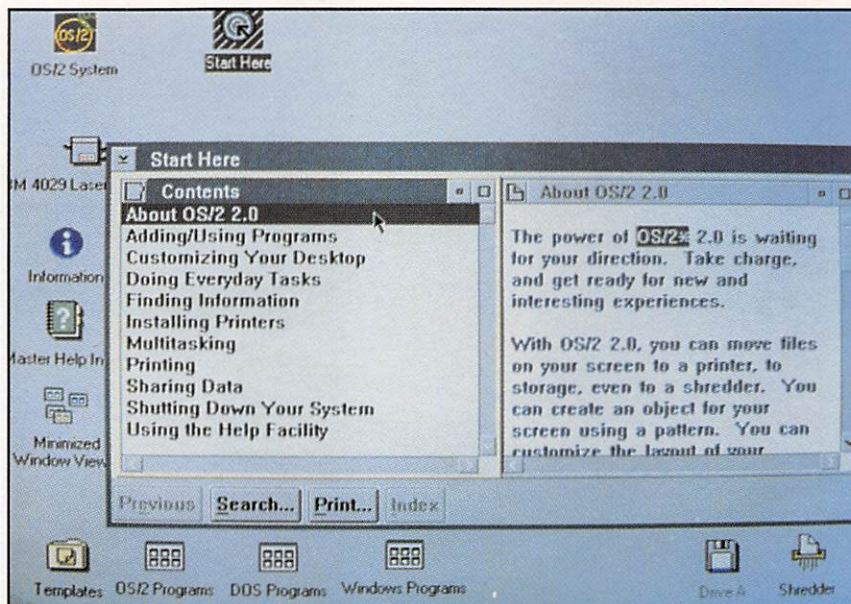 OS/2
OS/2 System
Start Here
BM 4029 Laser
Information
?
Master Help In
Minimized
Window View
Start Here
Contents
About OS/2 2.0
Adding/Using Programs
Customizing Your Desktop
Doing Everyday Tasks
Finding Information
Installing Printers
Multitasking
Printing
Sharing Data
Shutting Down Your System
Using the Help Facility
About OS/2 2.0
The power of OS/2* 2.0 is waiting
for your direction. Take charge,
and get ready for new and
interesting experiences.
With OS/2 2.0, you can move files
on your screen to a printer, to
storage, even to a shredder. You
can create an object for your
screen using a pattern. You can
customize the layout of your
Previous Search... Print... Index
Templates OS/2 Programs DOS Programs Windows Programs Drive A Shredder